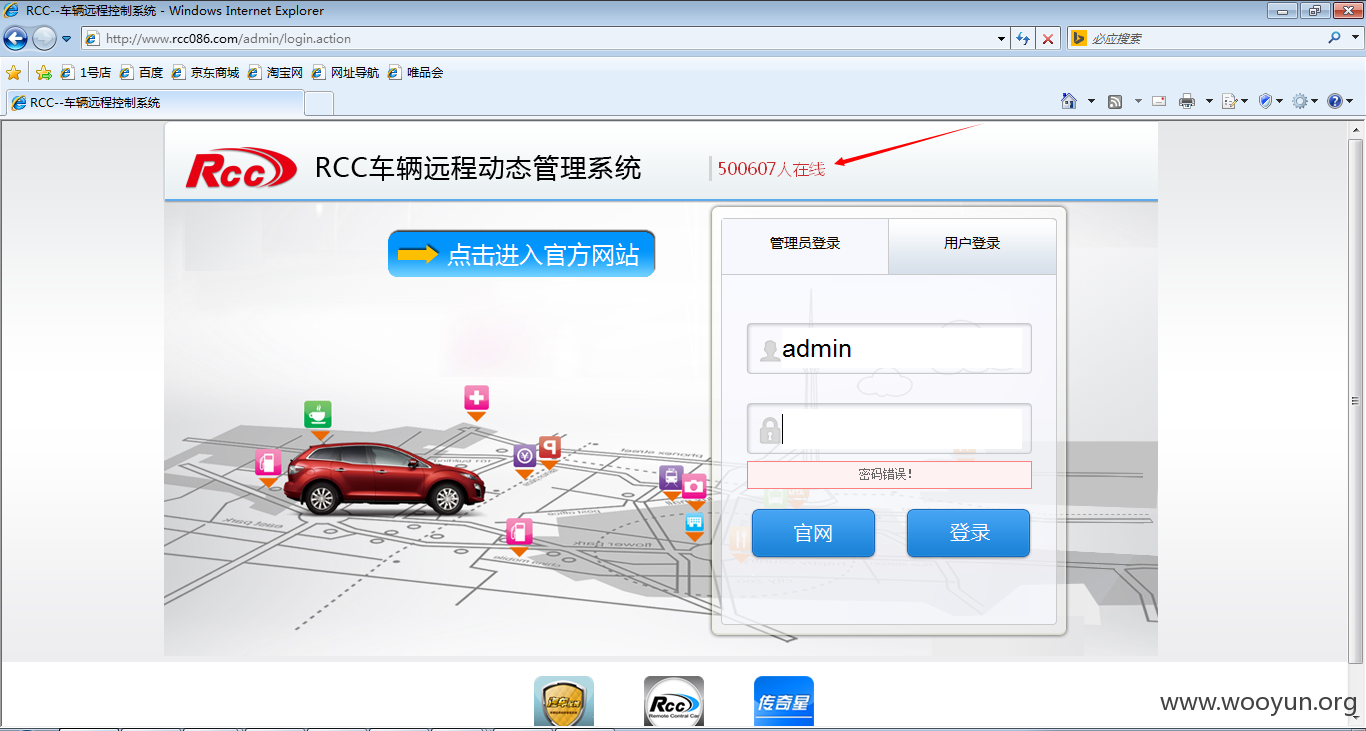 RCC--车辆远程控制系统 - Windows Internet Explorer
http://www.rcc086.com/admin/login.action
必应搜索
1号店
百度
京东商城
淘宝网
网址导航
唯品会
RCC--车辆远程控制系统
Rcc
RCC车辆远程动态管理系统
500607人在线
点击进入官方网站
管理员登录
用户登录
admin
密码错误!
官网
登录
flower park
Rcc
Remote Control Car
传奇星
www.wooyun.org